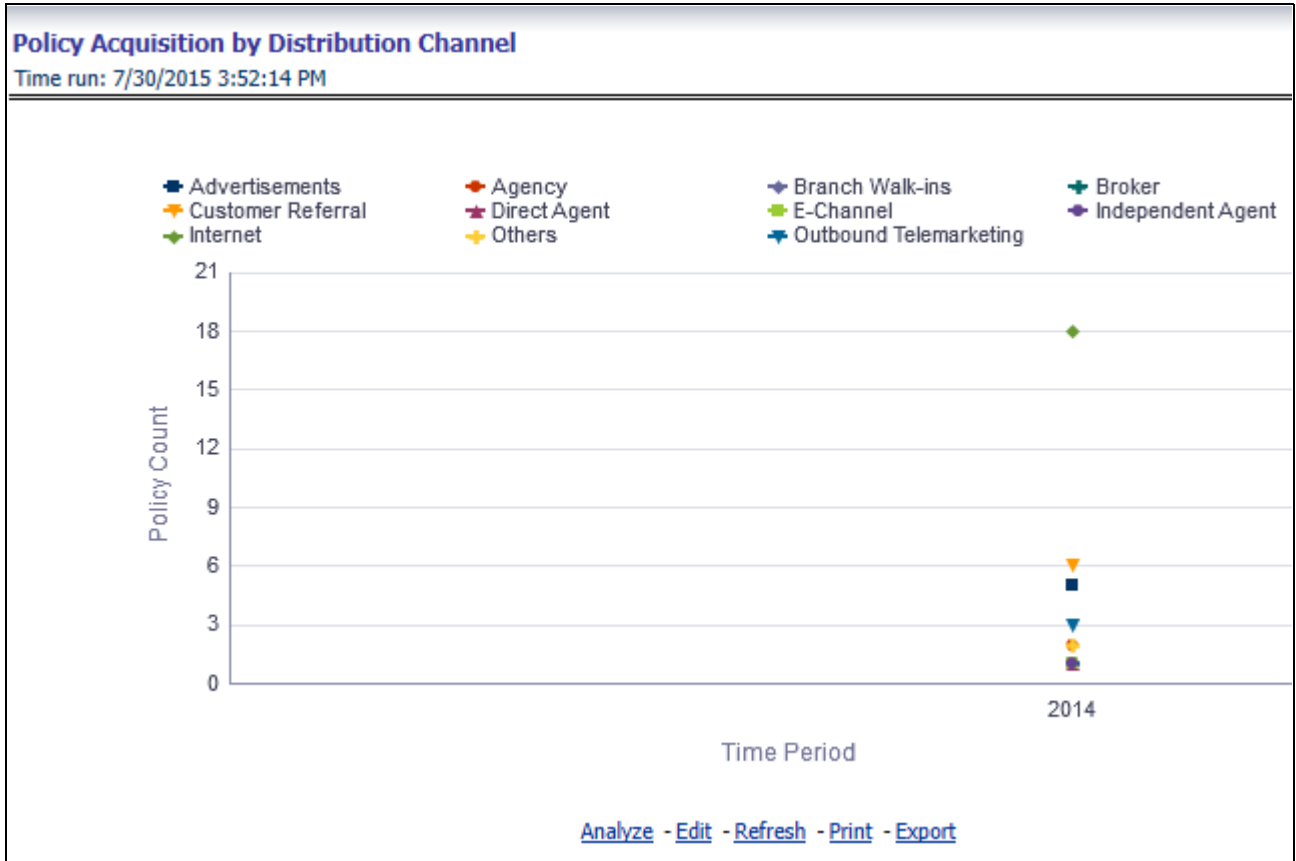 Policy Acquisition by Distribution Channel
Time run: 7/30/2015 3:52:14 PM
Advertisements Agency Branch Walk-ins Broker
Customer Referral Direct Agent E-Channel Independent Agent
Internet Others Outbound Telemarketing
21
18
15
12
9
6
3
0
Policy Count
2014
Time Period
Analyze - Edit - Refresh - Print - Export